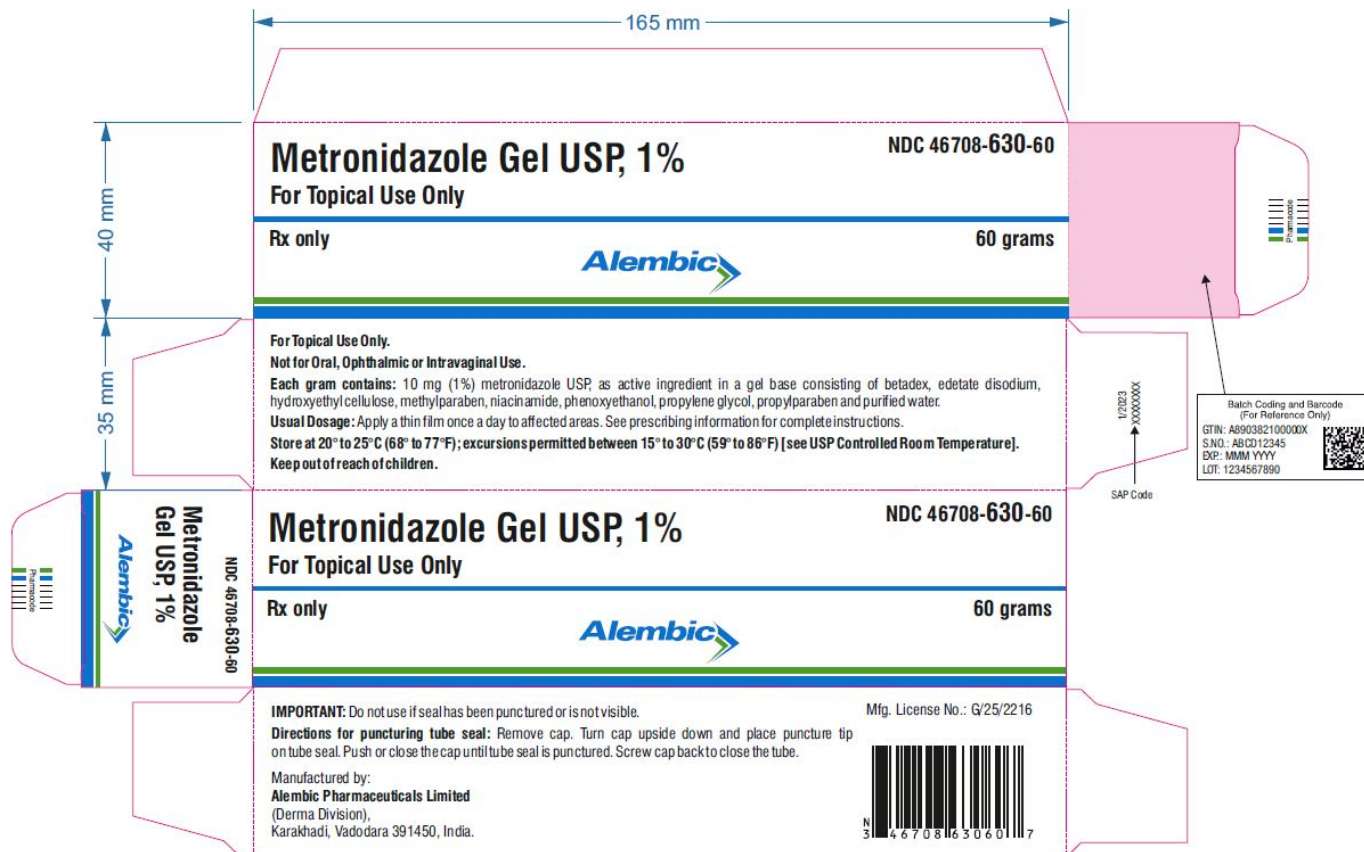 165 mm
Metronidazole Gel USP, 1%
NDC 46708-630-60
For Topical Use Only
Rx only
60 grams
Alembic
40 mm
Pharmacode
For Topical Use Only.
Not for Oral, Ophthalmic or Intravaginal Use.
Each gram contains: 10 mg (1%) metronidazole USP, as active ingredient in a gel base consisting of betadex, edetate disodium,
hydroxyethyl cellulose, methylparaben, niacinamide, phenoxyethanol, propylene glycol, propylparaben and purified water.
Usual Dosage: Apply a thin film once a day to affected areas. See prescribing information for complete instructions.
Store at 20° to 25°C (68° to 77°F); excursions permitted between 15° to 30°C (59° to 86°F) [see USP Controlled Room Temperature].
Keep out of reach of children.
35 mm
1/2023
XXXXXXX
SAP Code
Batch Coding and Barcode
(For Reference Only)
GTIN: A890382100000X
S.NO.: ABCD12345
EXP.: MMM YYYY
LOT: 1234567890
Pharmacode
Alembic
Metronidazole
Gel USP, 1%
NDC 46708-630-60
Metronidazole Gel USP, 1%
NDC 46708-630-60
For Topical Use Only
Rx only
60 grams
Alembic
IMPORTANT: Do not use if seal has been punctured or is not visible.
Directions for puncturing tube seal: Remove cap. Turn cap upside down and place puncture tip
on tube seal. Push or close the cap until tube seal is punctured. Screw cap back to close the tube.
Manufactured by:
Alembic Pharmaceuticals Limited
(Derma Division),
Karakhadi, Vadodara 391450, India.
Mfg. License No.: G/25/2216
N
3 46708 63060 7